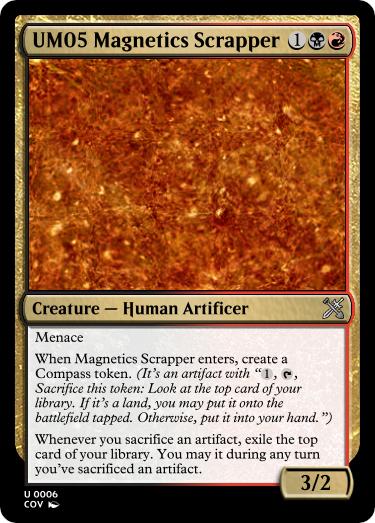 UM05 Magnetics Scrapper 1
Creature — Human Artificer
Menace
When Magnetics Scrapper enters, create a
Compass token. (It's an artifact with “1, ,
Sacrifice this token: Look at the top card of your
library. If it's a land, you may put it onto the
battlefield tapped. Otherwise, put it into your hand.”)
Whenever you sacrifice an artifact, exile the top
card of your library. You may it during any turn
you've sacrificed an artifact.
3/2
U 0006
COV